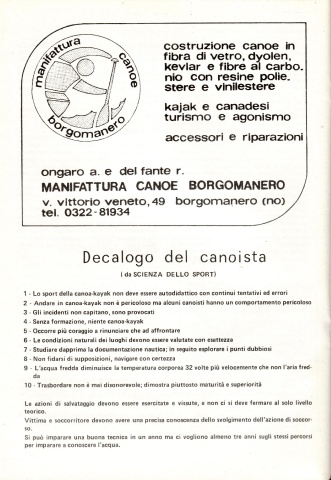 manifattura
canoe
borgomanero
costruzione canoe in
fibra di vetro, dyolen,
kevlar e fibre al carbo.
nio con resine polie.
stere e vinilestere
kajak e canadesi
turismo e agonismo
accessori e riparazioni
ongaro a. e del fante r.
MANIFATTURA CANOE BORGOMANERO
v. vittorio veneto, 49 borgomanero (no)
tel. 0322-81934
Decalogo del canoista
(da SCIENZA DELLO SPORT)
1 - Lo sport della canoa-kayak non deve essere autodidattico con continui tentativi ed errori
2 - Andare in canoa-kayak non è pericoloso ma alcuni canoisti hanno un comportamento pericoloso
3 - Gli incidenti non capitano, sono provocati
4 - Senza formazione, niente canoa-kayak
5 - Occorre più coraggio a rinunciare che ad affrontare
6 - Le condizioni naturali dei luoghi devono essere valutate con esattezza
7 - Studiare dapprima la documentazione nautica; in seguito esplorare i punti dubbiosi
8 - Non fidarsi di supposizioni, navigare con certezza
9 - L'acqua fredda diminuisce la temperatura corporea 32 volte più velocemente che non l'aria fred-
da
10 - Trasbordare non è mai disonorevole; dimostra piuttosto maturità e superiorità
Le azioni di salvataggio devono essere esercitate e vissute, e non ci si deve fermare al solo livello
teorico.
Vittima e soccorritore devono avere una precisa conoscenza dello svolgimento dell'azione di soccor-
so.
Si può imparare una buona tecnica in un anno ma ci vogliono almeno tre anni sugli stessi percorsi
per imparare a conoscere l'acqua.